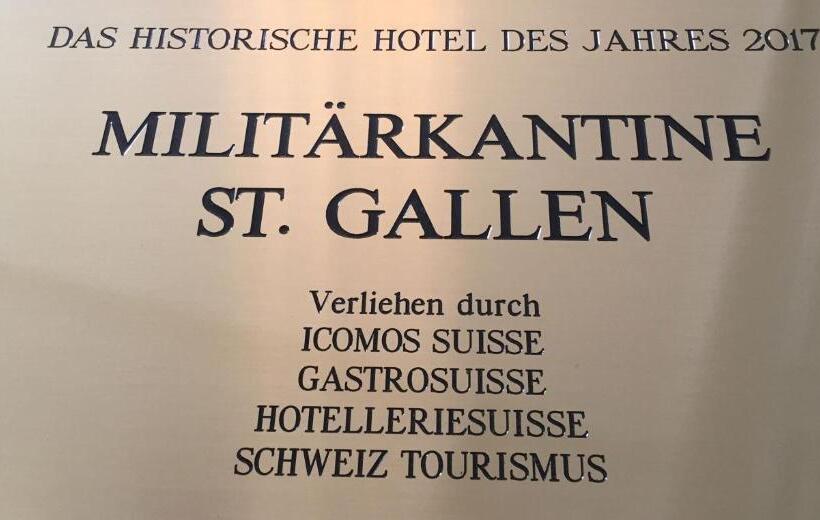 DAS HISTORISCHE HOTEL DES JAHRES 2017
MILITÄRKANTINE
ST. GALLEN
Verliehen durch
ICOMOS SUISSE
GASTROSUISSE
HOTELLERIESUISSE
SCHWEIZ TOURISMUS